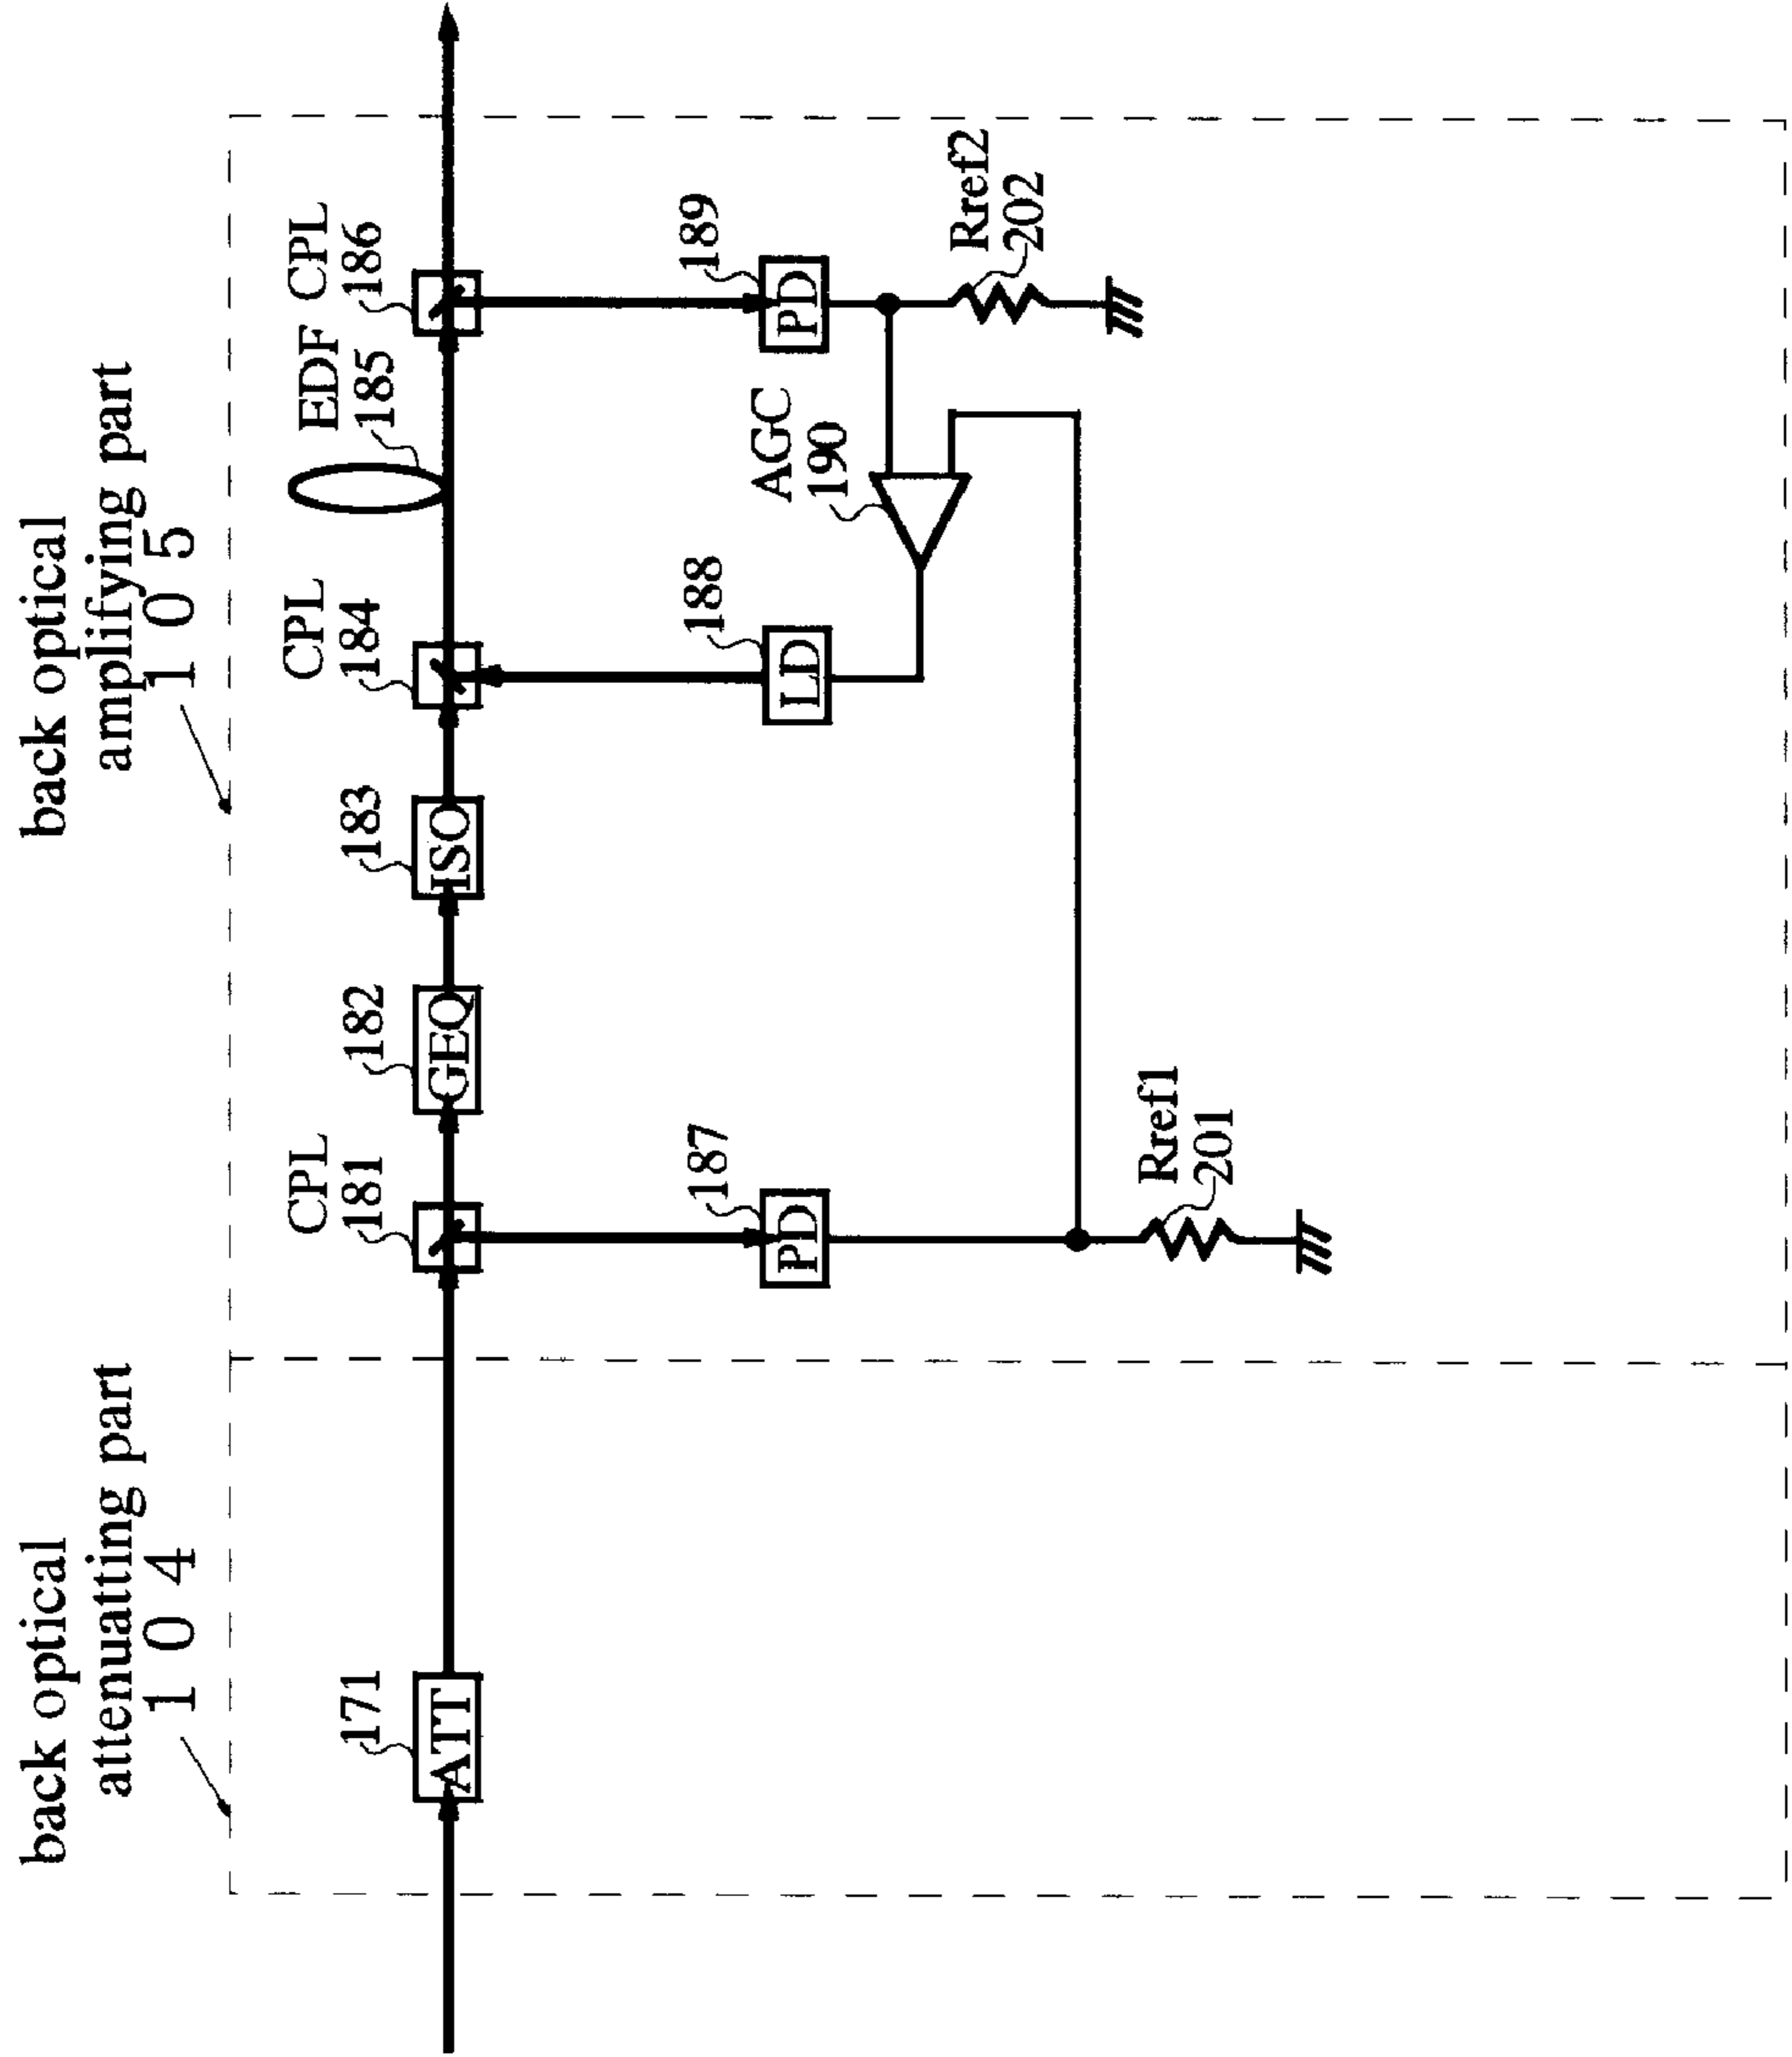 back optical
attenuatting part
104
back optical
amplifying part
105
171
ATT
CPL
181
182
GEQ
183
ISO
CPL
184
EDF
185
CPL
186
187
PD
188
LD
AGC
190
189
PD
Rref1
201
Rref2
202